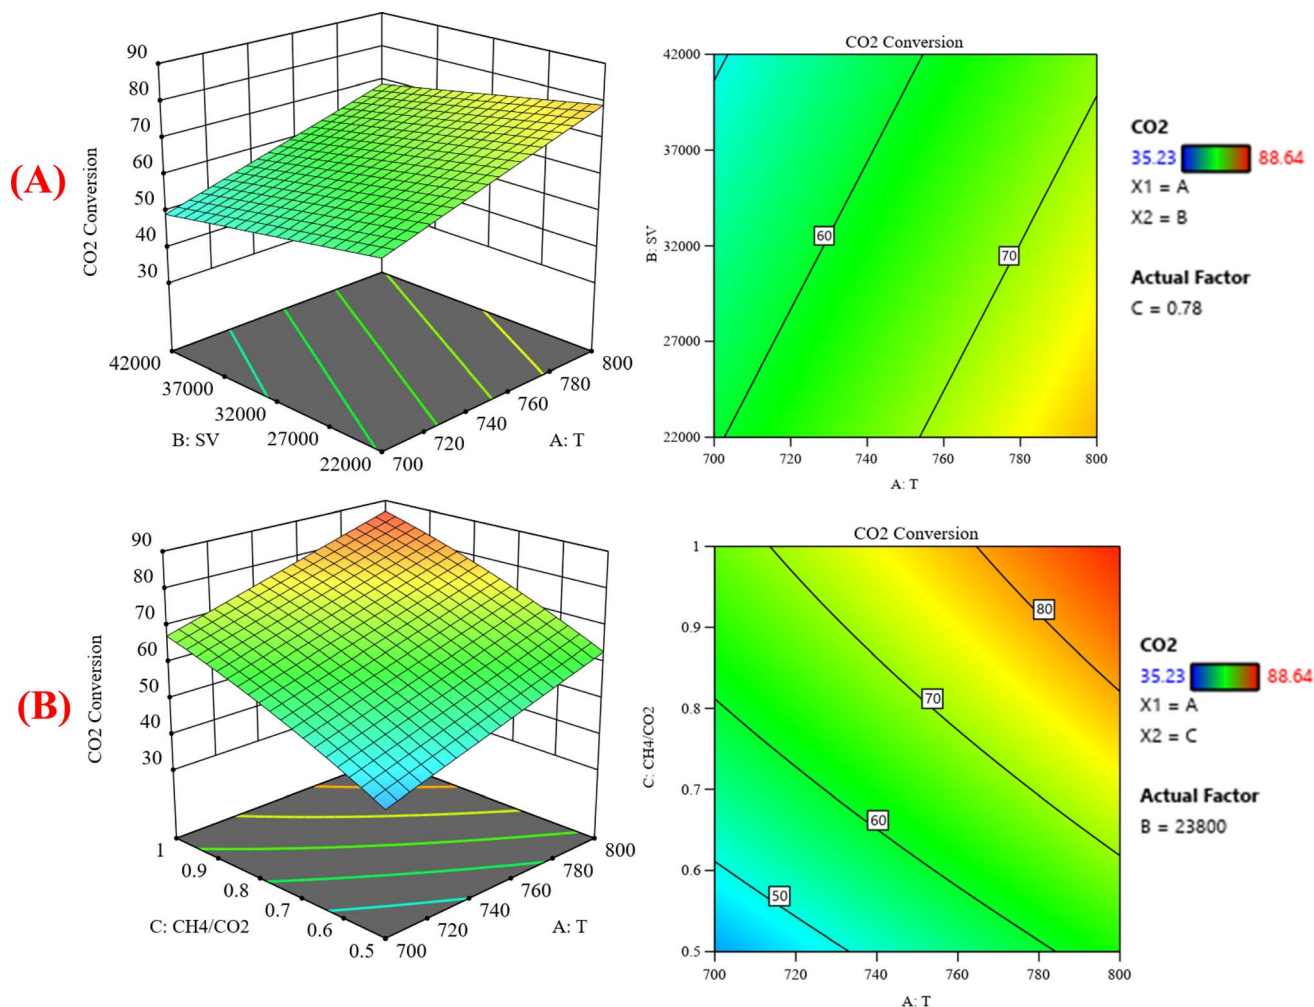 (A)
CO2 Conversion
90
80
70
60
50
40
30
42000
37000
32000
27000
22000
B: SV
700
720
740
760
780
800
A: T
CO2 Conversion
B: SV
42000
37000
32000
27000
22000
60
70
700
720
740
760
780
800
A: T
CO2
35.23 88.64
X1 = A
X2 = B
Actual Factor
C = 0.78
(B)
CO2 Conversion
90
80
70
60
50
40
30
1
0.9
0.8
0.7
0.6
0.5
C: CH4/CO2
700
720
740
760
780
800
A: T
CO2 Conversion
C: CH4/CO2
1
0.9
0.8
0.7
0.6
0.5
80
70
60
50
700
720
740
760
780
800
A: T
CO2
35.23 88.64
X1 = A
X2 = C
Actual Factor
B = 23800